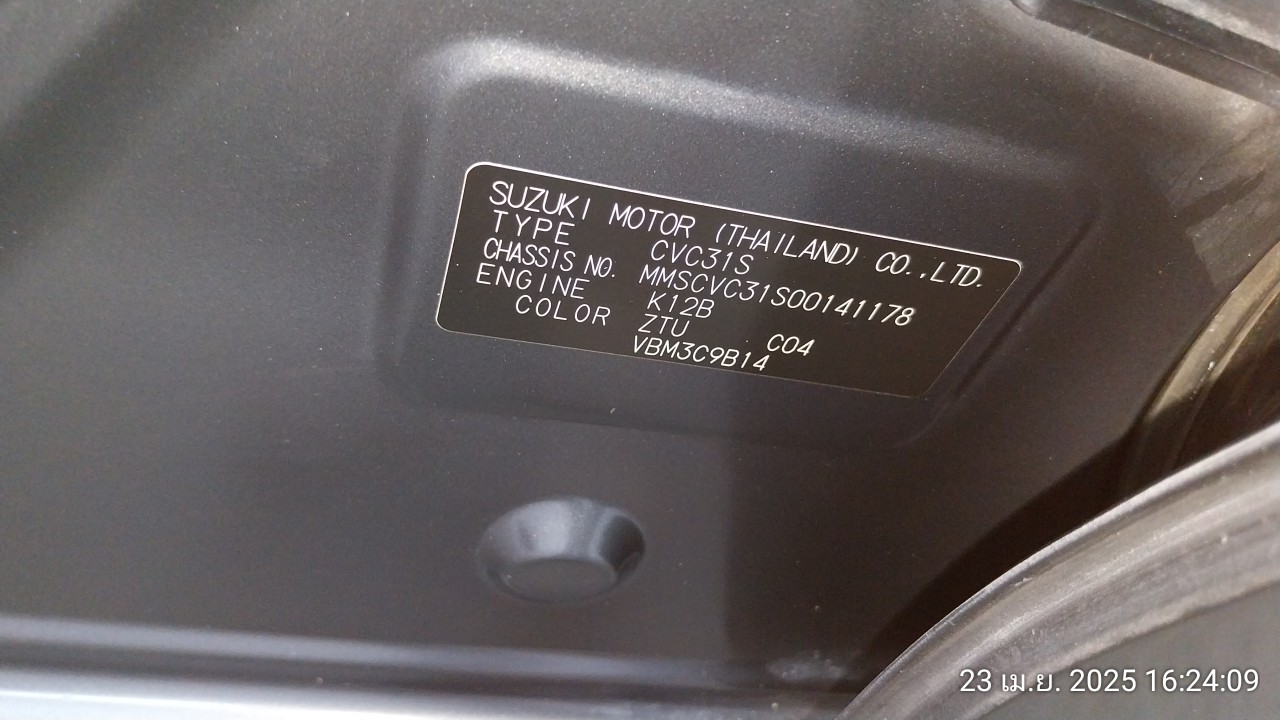 SUZUKI MOTOR (THAILAND) CO.,LTD.
TYPE CVC31S
CHASSIS NO. MMSCVC31S00141178
ENGINE K12B
COLOR ZTU C04
VBM3C9B14
23 เม.ย. 2025 16:24:09